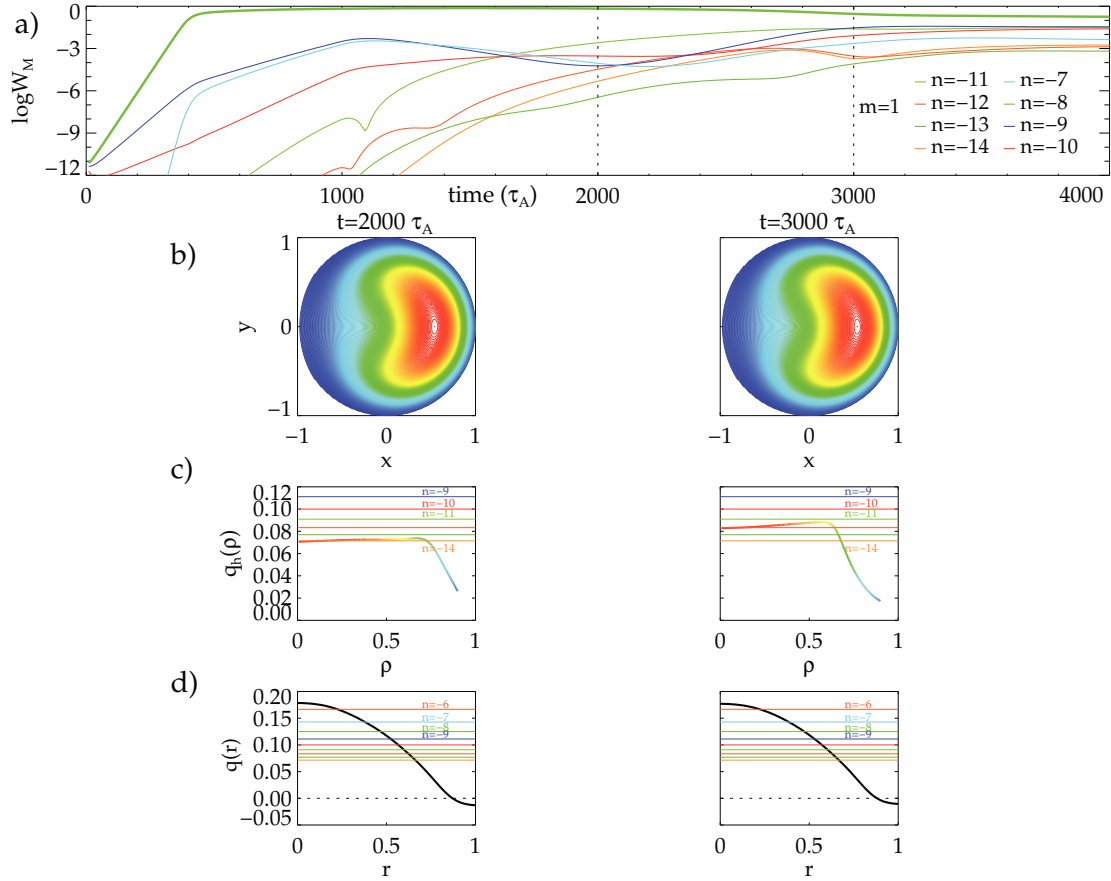 a)
logW_M
0
−3
−6
−9
−12
n=−11
n=−12
n=−13
n=−14
m=1
n=−7
n=−8
n=−9
n=−10
0
1000
2000
3000
4000
time (τ_A)
b)
t=2000 τ_A
t=3000 τ_A
y
1
0
−1
−1 0 1
x
−1 0 1
x
c)
q_h(ρ)
0.12
0.10
0.08
0.06
0.04
0.02
0.00
n=−9
n=−10
n=−11
n=−14
n=−9
n=−10
n=−11
n=−14
0 0.5 1
ρ
0 0.5 1
ρ
d)
q(r)
0.20
0.15
0.10
0.05
0.00
−0.05
n=−6
n=−7
n=−8
n=−9
n=−6
n=−7
n=−8
n=−9
0 0.5 1
r
0 0.5 1
r